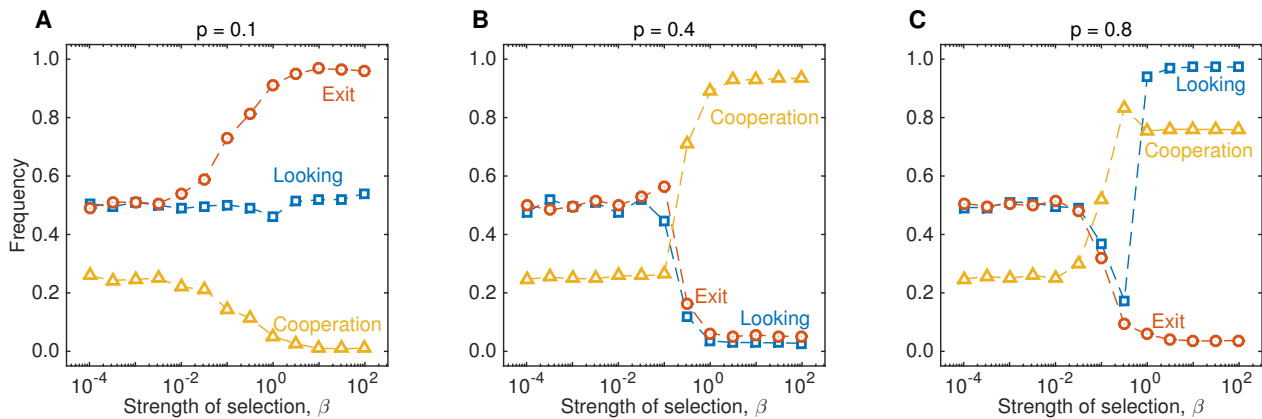 A
p = 0.1
Frequency
1.0
0.8
0.6
0.4
0.2
0.0
Exit
Looking
Cooperation
10^-4
10^-2
10^0
10^2
Strength of selection, β
B
p = 0.4
1.0
0.8
0.6
0.4
0.2
0.0
Cooperation
Exit
Looking
10^-4
10^-2
10^0
10^2
Strength of selection, β
C
p = 0.8
1.0
0.8
0.6
0.4
0.2
0.0
Looking
Cooperation
Exit
10^-4
10^-2
10^0
10^2
Strength of selection, β